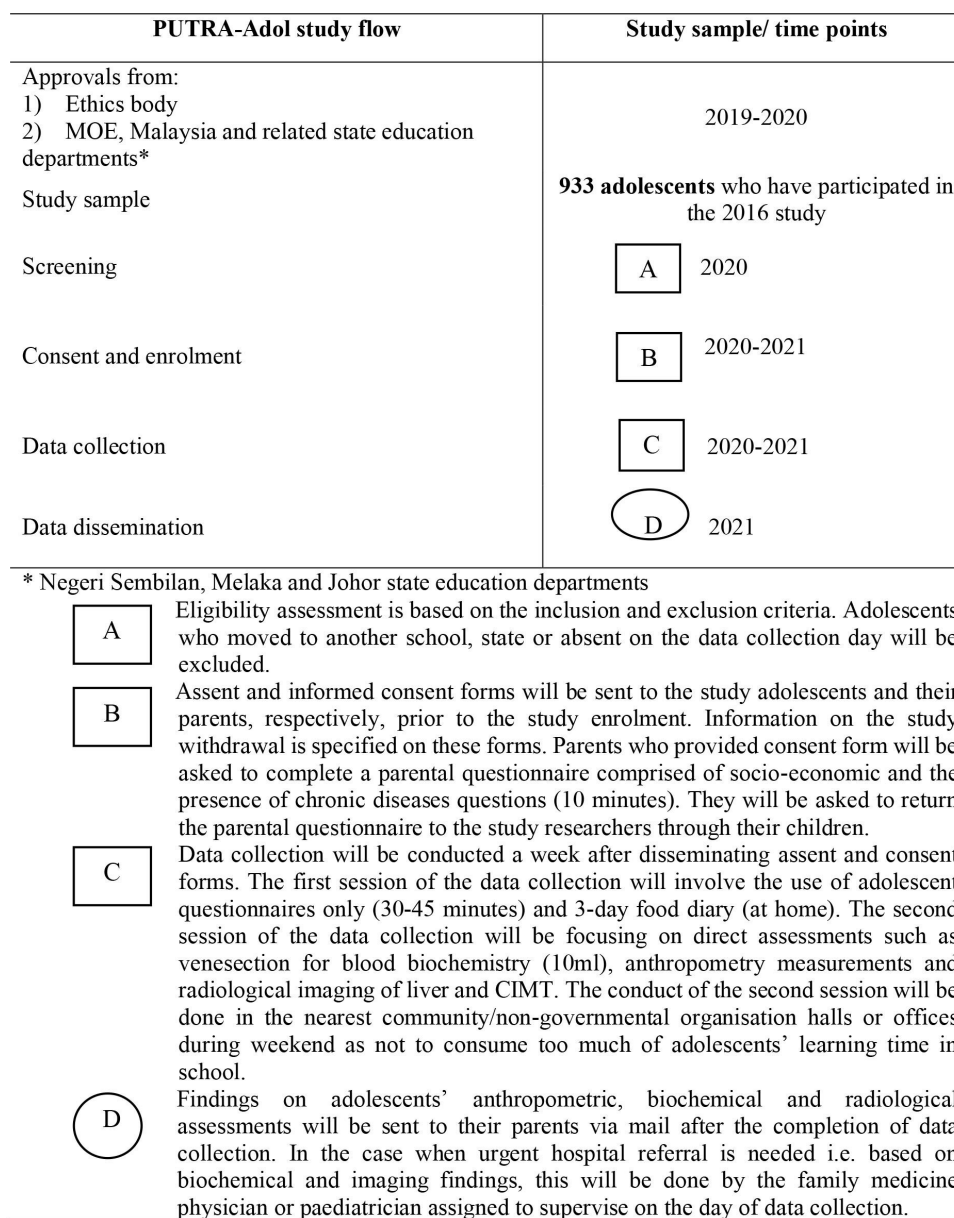 PUTRA-Adol study flow
Study sample/ time points
Approvals from:
1) Ethics body
2) MOE, Malaysia and related state education
departments*
2019-2020
Study sample
933 adolescents who have participated in
the 2016 study
Screening
A 2020
Consent and enrolment
B 2020-2021
Data collection
C 2020-2021
Data dissemination
D 2021
* Negeri Sembilan, Melaka and Johor state education departments
A
Eligibility assessment is based on the inclusion and exclusion criteria. Adolescents
who moved to another school, state or absent on the data collection day will be
excluded.
B
Assent and informed consent forms will be sent to the study adolescents and their
parents, respectively, prior to the study enrolment. Information on the study
withdrawal is specified on these forms. Parents who provided consent form will be
asked to complete a parental questionnaire comprised of socio-economic and the
presence of chronic diseases questions (10 minutes). They will be asked to return
the parental questionnaire to the study researchers through their children.
C
Data collection will be conducted a week after disseminating assent and consent
forms. The first session of the data collection will involve the use of adolescent
questionnaires only (30-45 minutes) and 3-day food diary (at home). The second
session of the data collection will be focusing on direct assessments such as
venesection for blood biochemistry (10ml), anthropometry measurements and
radiological imaging of liver and CIMT. The conduct of the second session will be
done in the nearest community/non-governmental organisation halls or offices
during weekend as not to consume too much of adolescents’ learning time in
school.
D
Findings on adolescents’ anthropometric, biochemical and radiological
assessments will be sent to their parents via mail after the completion of data
collection. In the case when urgent hospital referral is needed i.e. based on
biochemical and imaging findings, this will be done by the family medicine
physician or paediatrician assigned to supervise on the day of data collection.